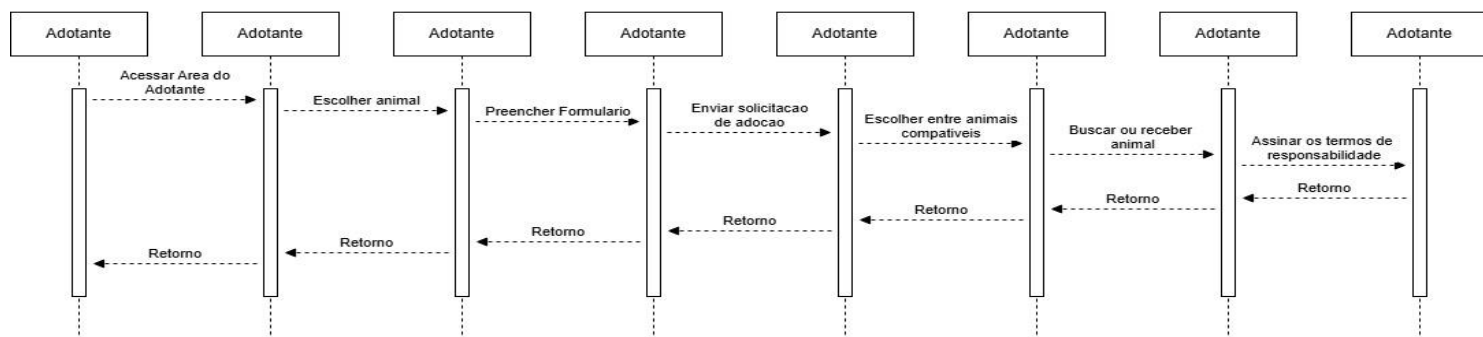 Adotante
Adotante
Adotante
Adotante
Adotante
Adotante
Adotante
Adotante
Acessar Area do
Adotante
Escolher animal
Preencher Formulario
Enviar solicitacao
de adocao
Escolher entre animais
compativeis
Buscar ou receber
animal
Assinar os termos de
responsabilidade
Retorno
Retorno
Retorno
Retorno
Retorno
Retorno
Retorno